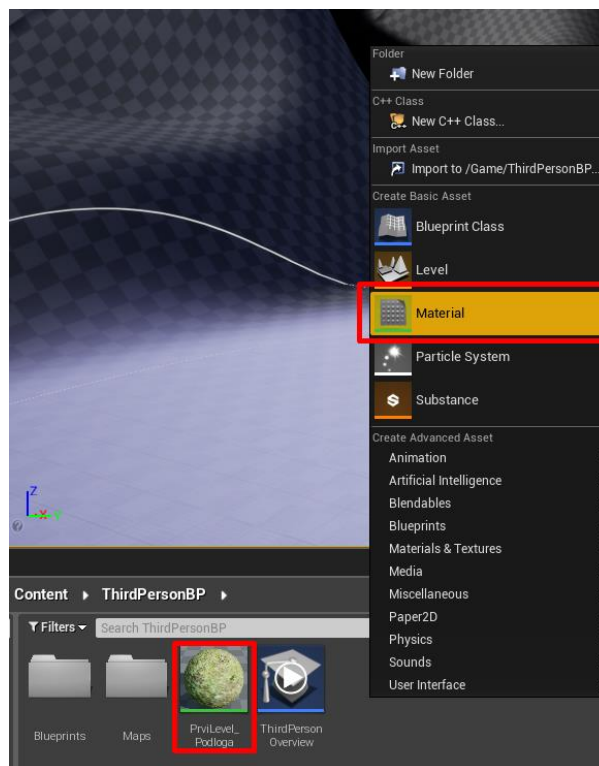 Folder
New Folder
C++ Class
New C++ Class...
Import Asset
Import to /Game/ThirdPersonBP...
Create Basic Asset
Blueprint Class
Level
Material
Particle System
Substance
Create Advanced Asset
Animation
Artificial Intelligence
Blendables
Blueprints
Materials & Textures
Media
Miscellaneous
Paper2D
Physics
Sounds
User Interface
Z
X
Y
Content ThirdPersonBP
Filters
Search ThirdPersonBP
Blueprints
Maps
PrviLevel_
Podloga
ThirdPerson
Overview